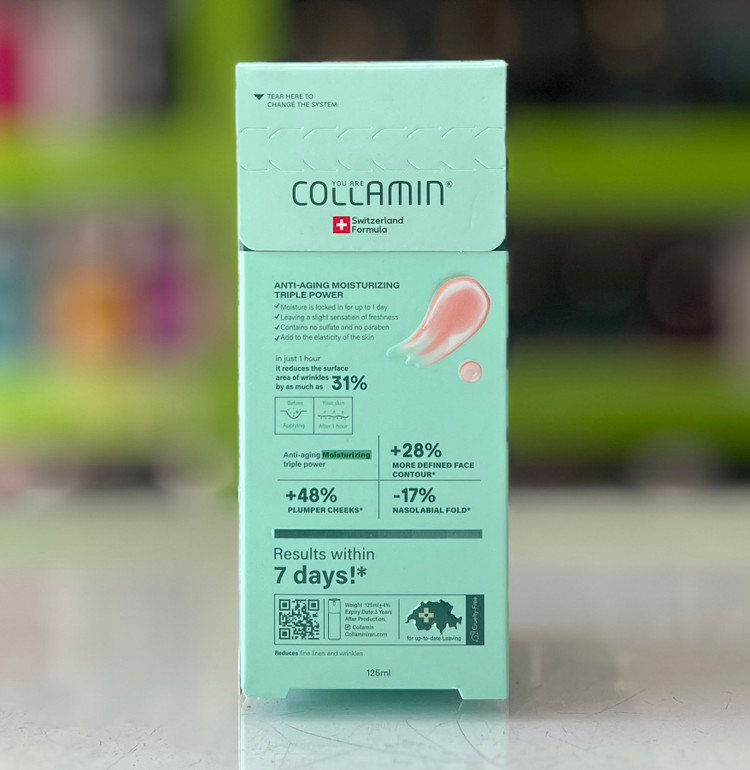 TEAR HERE TO
CHANGE THE SYSTEM.
YOU ARE
COLLAMIN®
Switzerland
Formula
ANTI-AGING MOISTURIZING
TRIPLE POWER
✓Moisture is locked in for up to 1 day
✓Leaving a slight sensation of freshness
✓Contains no sulfate and no paraben
✓Add to the elasticity of the skin
in just 1 hour
it reduces the surface
area of wrinkles
by as much as 31%
Before
Applying
Your skin
After 1 hour
Anti-aging Moisturizing
triple power
+28%
MORE DEFINED FACE
CONTOUR*
+48%
PLUMPER CHEEKS*
-17%
NASOLABIAL FOLD*
Results within
7 days!*
Weight :125ml±4%
Expiry Date:3 Years
After Production.
Collamin
Collaminiran.com
for up-to-date Leaving
Cruelty-Free
Reduces fine lines and wrinkles
125ml